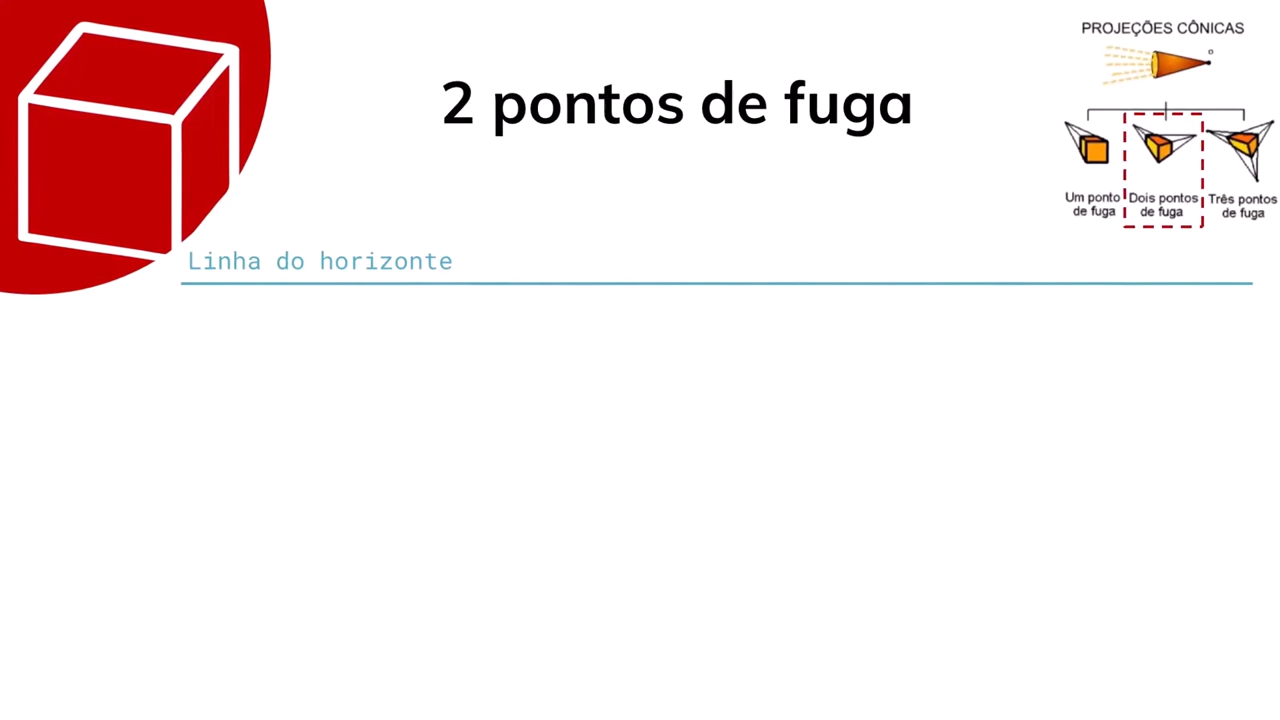 PROJEÇÕES CÔNICAS
o
2 pontos de fuga
Um ponto
de fuga
Dois pontos
de fuga
Três pontos
de fuga
Linha do horizonte